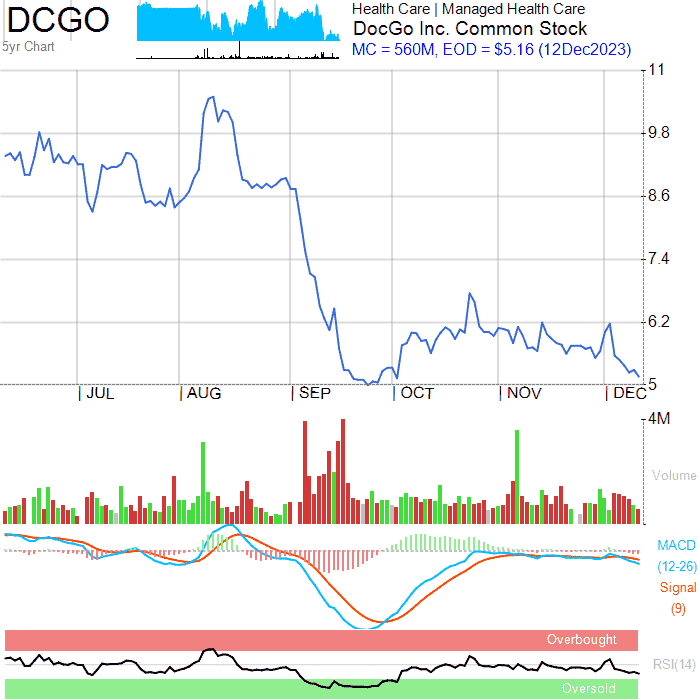 DCGO
5yr Chart
Health Care | Managed Health Care
DocGo Inc. Common Stock
MC = 560M, EOD = $5.16 (12Dec2023)
11
9.8
8.6
7.4
6.2
5
JUL
AUG
SEP
OCT
NOV
DEC
4M
Volume
MACD
(12-26)
Signal
(9)
Overbought
RSI(14)
Oversold